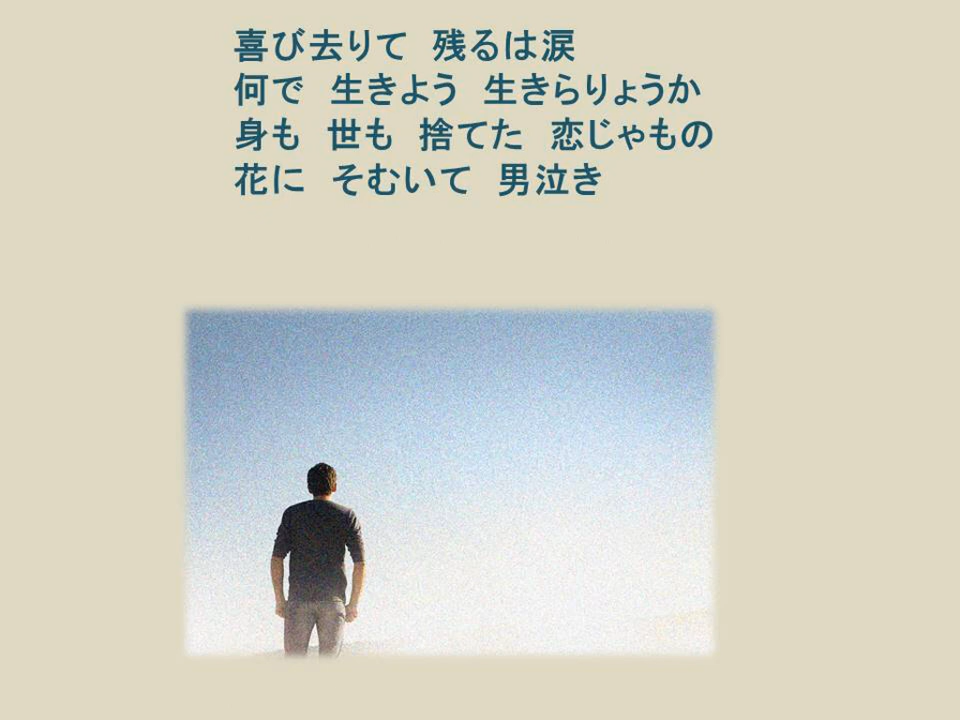 喜び去りて　残るは涙
何で　生きよう　生きらりょうか
身も　世も　捨てた　恋じゃもの
花に　そむいて　男泣き